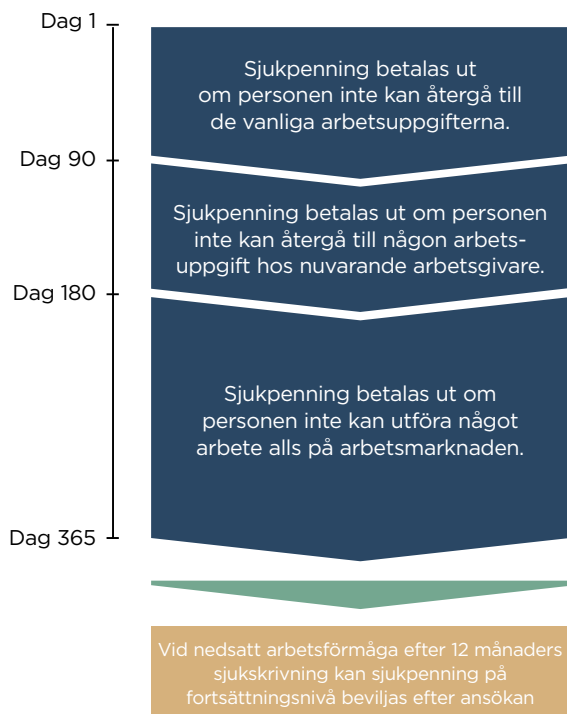 Dag 1
Sjukpenning betalas ut
om personen inte kan återgå till
de vanliga arbetsuppgifterna.
Dag 90
Sjukpenning betalas ut om personen
inte kan återgå till någon arbets-
uppgift hos nuvarande arbetsgivare.
Dag 180
Sjukpenning betalas ut om
personen inte kan utföra något
arbete alls på arbetsmarknaden.
Dag 365
Vid nedsatt arbetsförmåga efter 12 månaders
sjukskrivning kan sjukpenning på
fortsättningsnivå beviljas efter ansökan